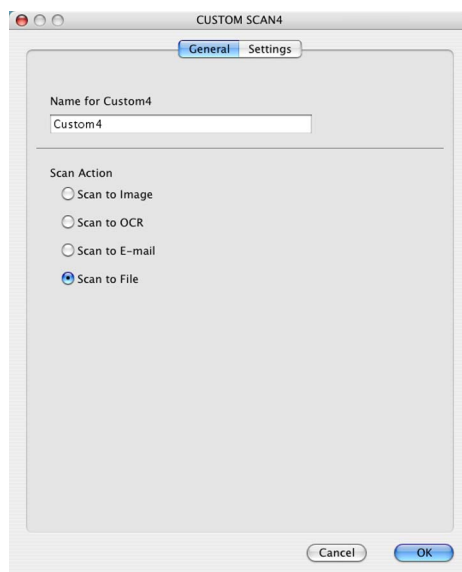 CUSTOM SCAN4
General Settings
Name for Custom4
Custom4
Scan Action
Scan to Image
Scan to OCR
Scan to E-mail
Scan to File
Cancel OK